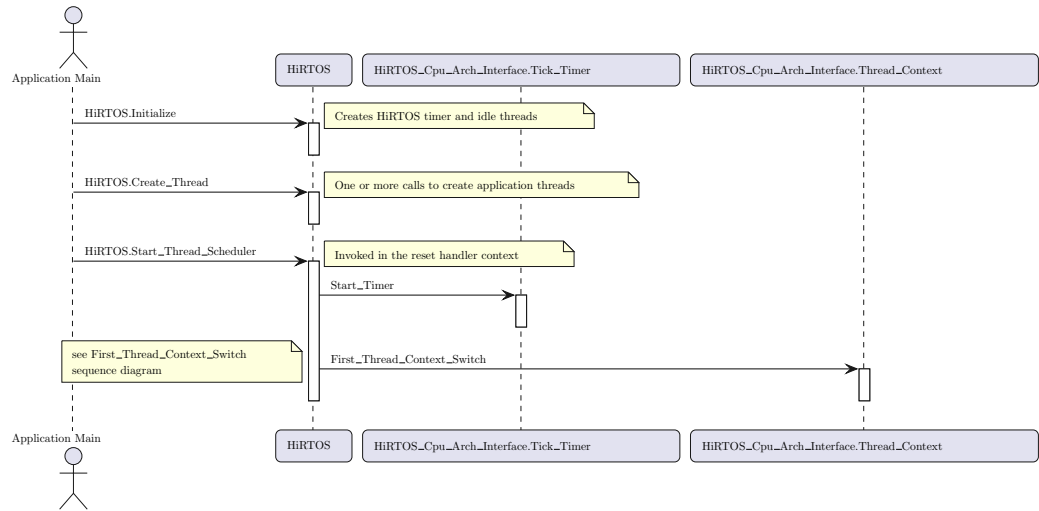 Application Main
HiRTOS
HiRTOS_Cpu_Arch_Interface.Tick_Timer
HiRTOS_Cpu_Arch_Interface.Thread_Context
HiRTOS.Initialize
Creates HiRTOS timer and idle threads
HiRTOS.Create_Thread
One or more calls to create application threads
HiRTOS.Start_Thread_Scheduler
Invoked in the reset handler context
Start_Timer
see First_Thread_Context_Switch
sequence diagram
First_Thread_Context_Switch
Application Main
HiRTOS
HiRTOS_Cpu_Arch_Interface.Tick_Timer
HiRTOS_Cpu_Arch_Interface.Thread_Context